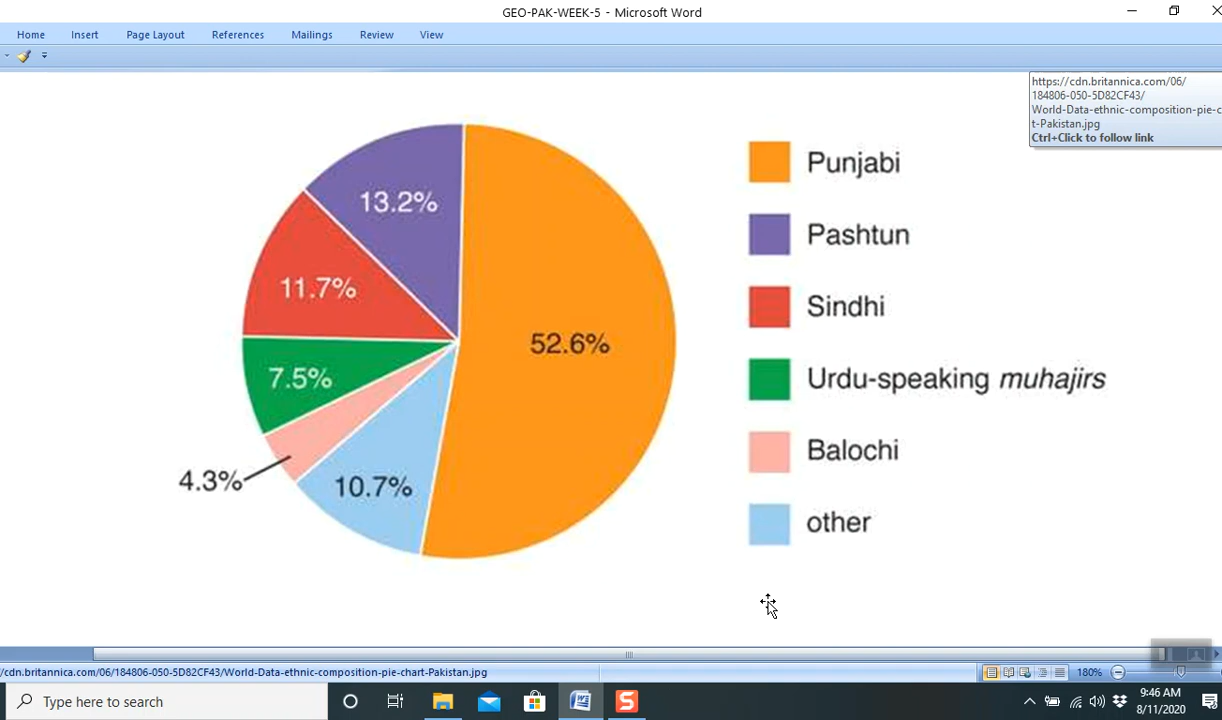 GEO-PAK-WEEK-5 - Microsoft Word
Home Insert Page Layout References Mailings Review View
https://cdn.britannica.com/06/
184806-050-5D82CF43/
World-Data-ethnic-composition-pie-c
t-Pakistan.jpg
Ctrl+Click to follow link
13.2%
11.7%
52.6%
7.5%
4.3%
10.7%
Punjabi
Pashtun
Sindhi
Urdu-speaking muhajirs
Balochi
other
/cdn.britannica.com/06/184806-050-5D82CF43/World-Data-ethnic-composition-pie-chart-Pakistan.jpg
180%
Type here to search
9:46 AM
8/11/2020